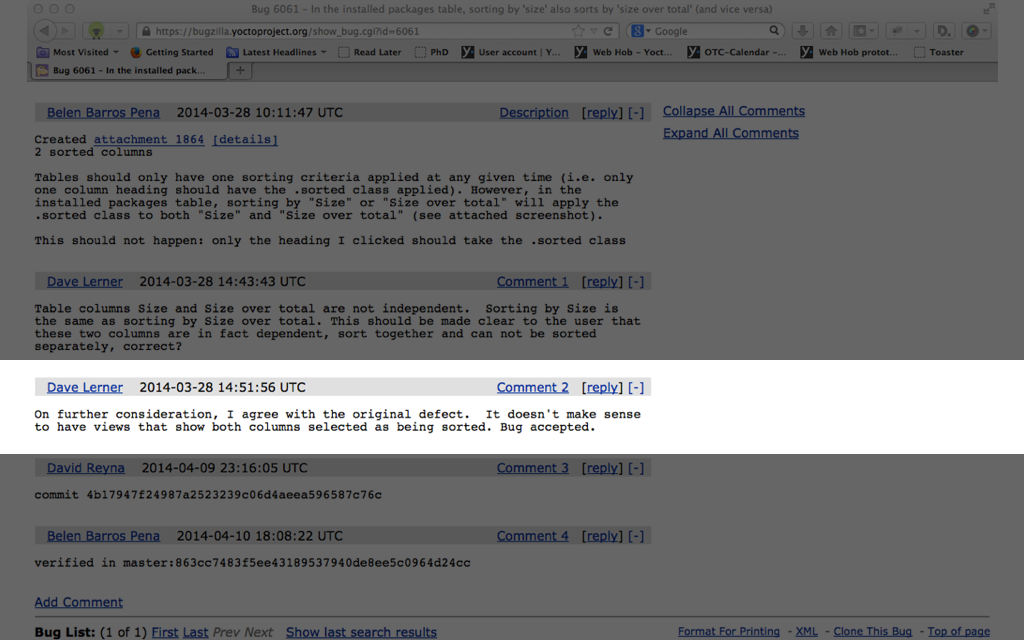 Bug 6061 – In the installed packages table, sorting by 'size' also sorts by 'size over total' (and vice versa)
https://bugzilla.yoctoproject.org/show_bug.cgi?id=6061
Google
Most Visited
Getting Started
Latest Headlines
Read Later
PhD
User account | Y...
Web Hob – Yoct...
OTC-Calendar –...
Web Hob protot...
Toaster
Bug 6061 – In the installed pack...
Belen Barros Pena 2014-03-28 10:11:47 UTC Description [reply] [-]
Collapse All Comments
Expand All Comments
Created attachment 1864 [details]
2 sorted columns
Tables should only have one sorting criteria applied at any given time (i.e. only
one column heading should have the .sorted class applied). However, in the
installed packages table, sorting by "Size" or "Size over total" will apply the
.sorted class to both "Size" and "Size over total" (see attached screenshot).
This should not happen: only the heading I clicked should take the .sorted class
Dave Lerner 2014-03-28 14:43:43 UTC Comment 1 [reply] [-]
Table columns Size and Size over total are not independent.  Sorting by Size is
the same as sorting by Size over total. This should be made clear to the user that
these two columns are in fact dependent, sort together and can not be sorted
separately, correct?
Dave Lerner 2014-03-28 14:51:56 UTC Comment 2 [reply] [-]
On further consideration, I agree with the original defect.  It doesn't make sense
to have views that show both columns selected as being sorted. Bug accepted.
David Reyna 2014-04-09 23:16:05 UTC Comment 3 [reply] [-]
commit 4b17947f24987a2523239c06d4aeea596587c76c
Belen Barros Pena 2014-04-10 18:08:22 UTC Comment 4 [reply] [-]
verified in master:863cc7483f5ee43189537940de8ee5c0964d24cc
Add Comment
Bug List: (1 of 1) First Last Prev Next Show last search results
Format For Printing - XML - Clone This Bug - Top of page